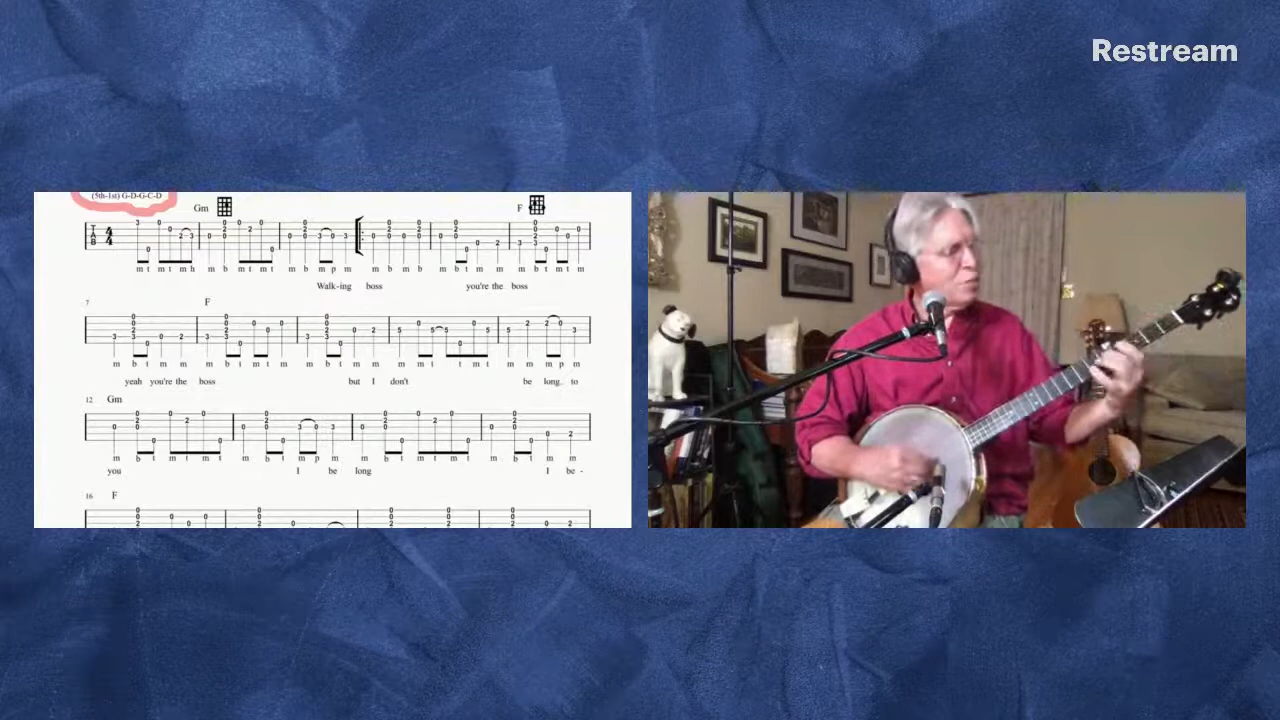 Restream
(5th-1st) G-D-G-C-D
Gm F
T A B 4 4
m t m t m h m b m t m t m b m p m m b m b m b t m m m b t m t m
Walk-ing boss you're the boss
7 F
m b t m m m b t m t m m b t m m m m t t m t m m m p m
yeah you're the boss but I don't be long. to
12 Gm
m b t m t m t m b t m p m m b t m t m t m b t m m
you I be long I be -
16 F